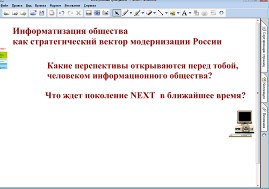 Информатизация общества
как стратегический вектор модернизации России
Какие перспективы открываются перед тобой,
человеком информационного общества?
Что ждет поколение NEXT в ближайшее время?